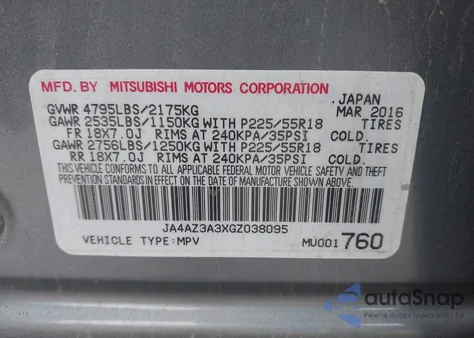 MFD. BY MITSUBISHI MOTORS CORPORATION
JAPAN
GVWR 4795LBS/2175KG MAR 2016
GAWR 2535LBS/1150KG WITH P225/55R18 TIRES
FR 18X7.0J RIMS AT 240KPA/35PSI COLD.
GAWR 2756LBS/1250KG WITH P225/55R18 TIRES
RR 18X7.0J RIMS AT 240KPA/35PSI COLD.
THIS VEHICLE CONFORMS TO ALL APPLICABLE FEDERAL MOTOR VEHICLE SAFETY AND THEFT
PREVENTION STANDARDS IN EFFECT ON THE DATE OF MANUFACTURE SHOWN ABOVE.
JA4AZ3A3XGZ038095
VEHICLE TYPE:MPV MU001760
autoSnap